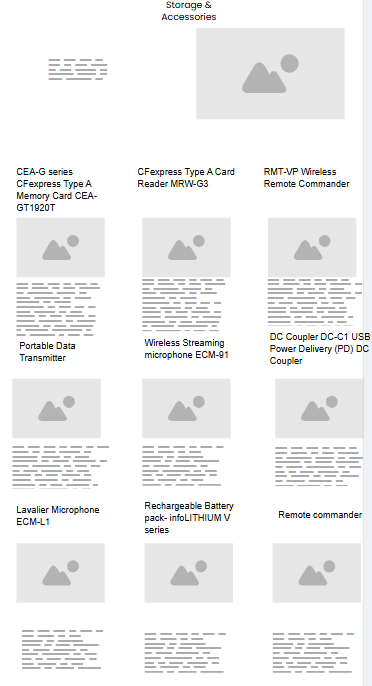 Storage &
Accessories
CEA-G series
CFexpress Type A
Memory Card CEA-
GT1920T
CFexpress Type A Card
Reader MRW-G3
RMT-VP Wireless
Remote Commander
Portable Data
Transmitter
Wireless Streaming
microphone ECM-91
DC Coupler DC-C1 USB
Power Delivery (PD) DC
Coupler
Lavalier Microphone
ECM-L1
Rechargeable Battery
pack- infoLITHIUM V
series
Remote commander